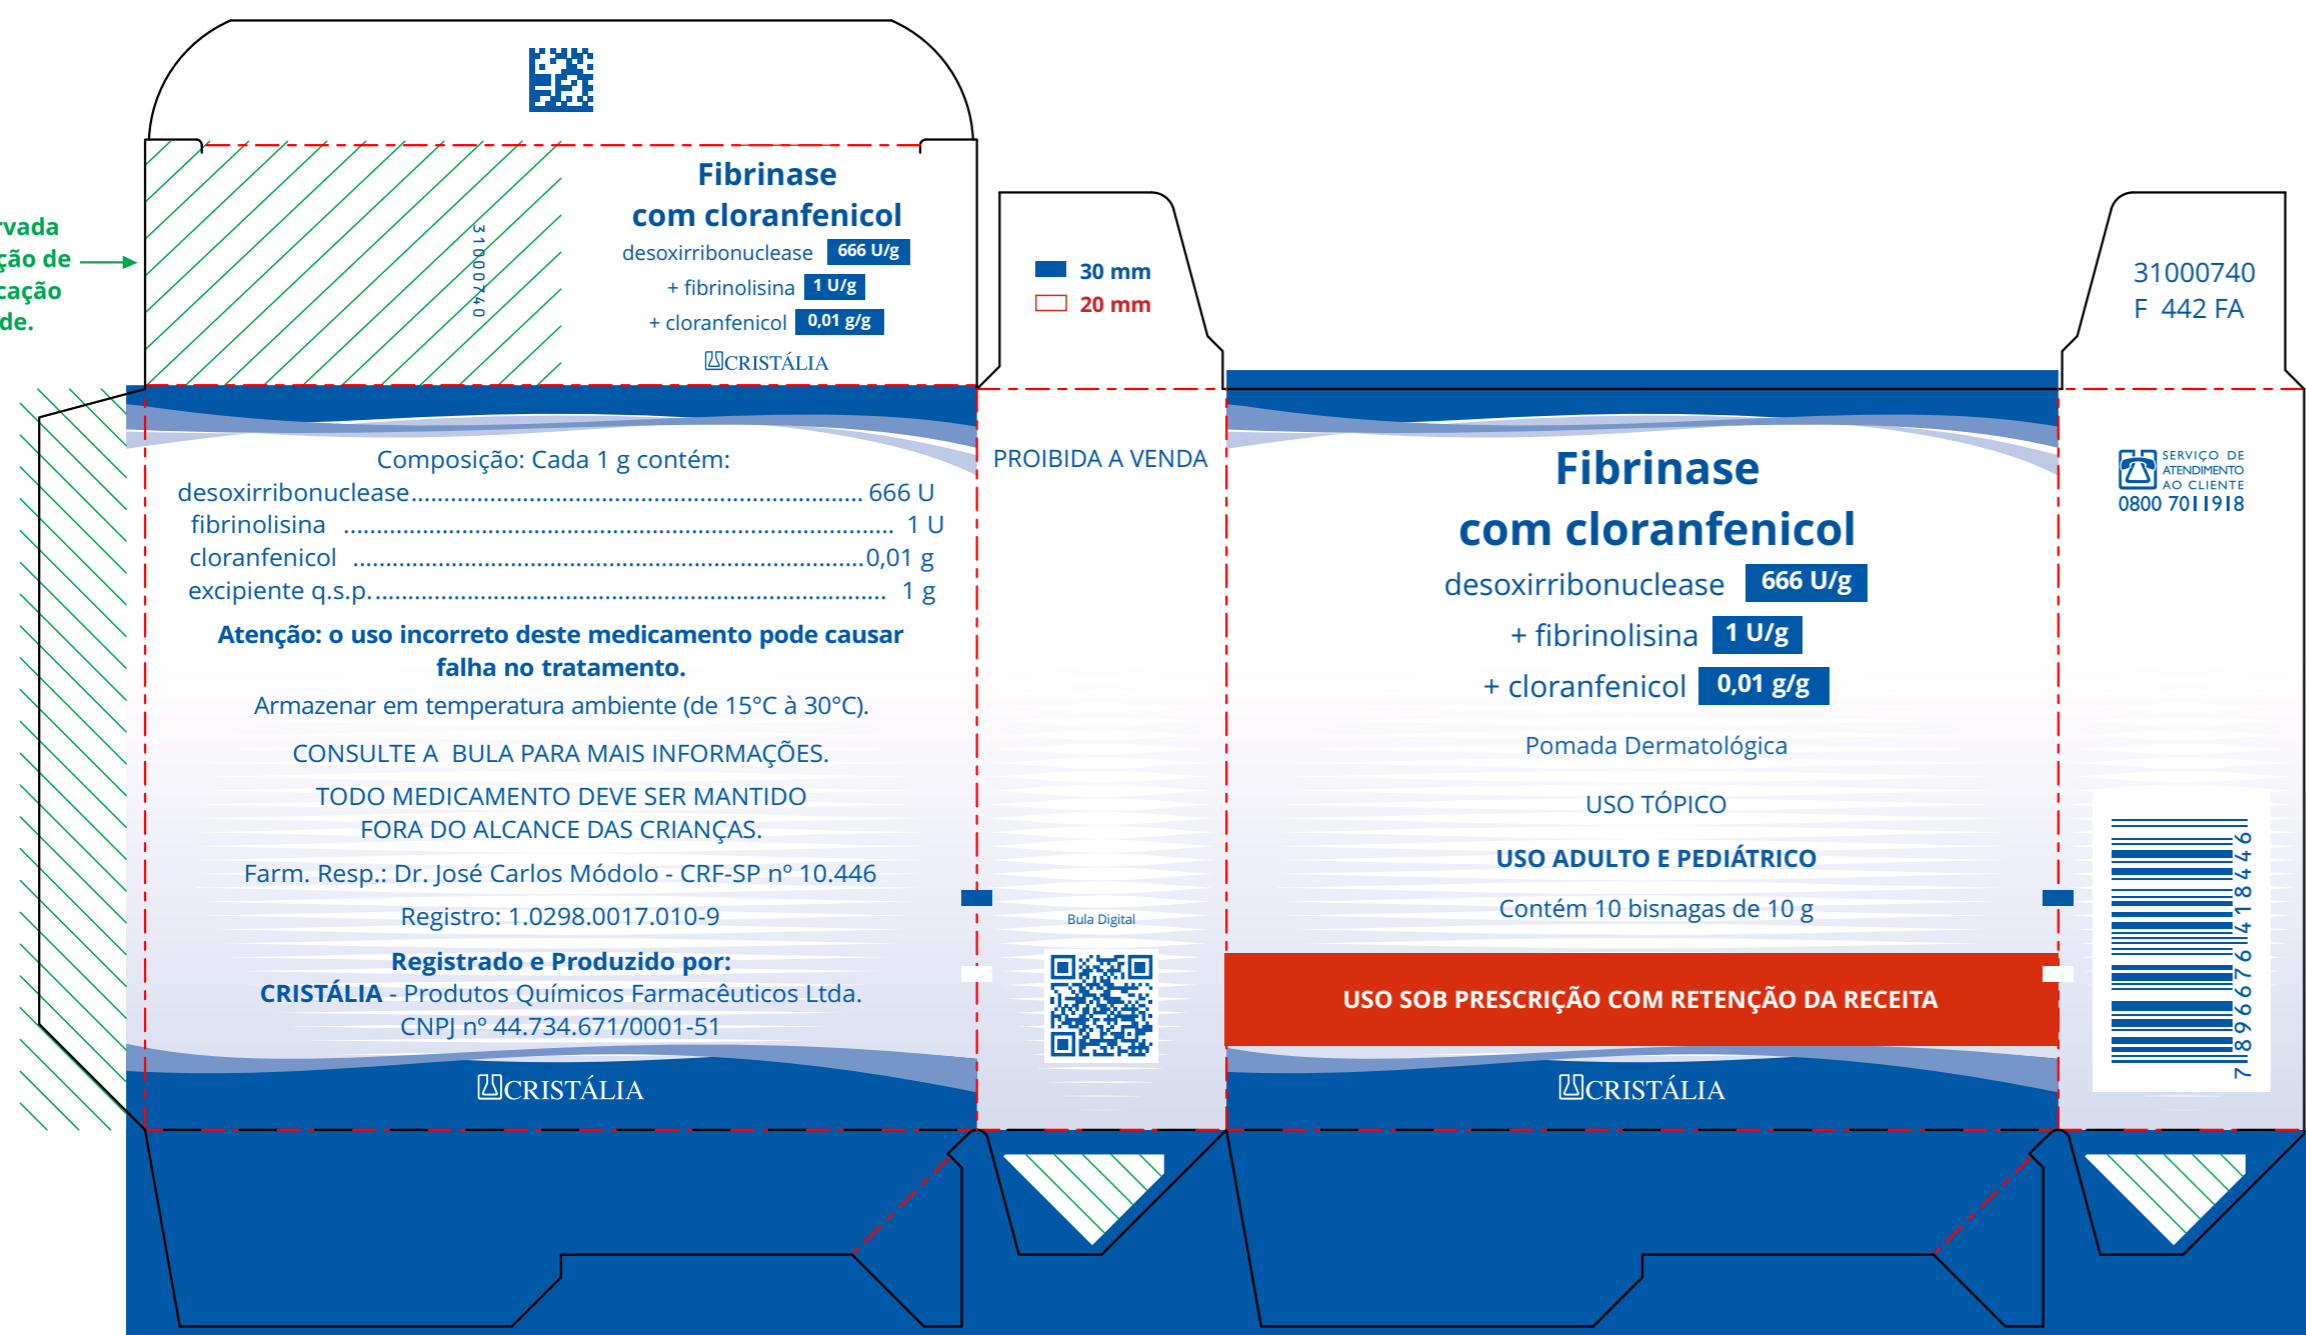 rvada
ção de
cação
de.
31000740
Fibrinase
com cloranfenicol
desoxirribonuclease 666 U/g
+ fibrinolisina 1 U/g
+ cloranfenicol 0,01 g/g
CRISTÁLIA
30 mm
20 mm
31000740
F 442 FA
Composição: Cada 1 g contém:
desoxirribonuclease..................................................................... 666 U
fibrinolisina .................................................................................... 1 U
cloranfenicol ..............................................................................0,01 g
excipiente q.s.p.............................................................................. 1 g
Atenção: o uso incorreto deste medicamento pode causar
falha no tratamento.
Armazenar em temperatura ambiente (de 15°C à 30°C).
CONSULTE A BULA PARA MAIS INFORMAÇÕES.
TODO MEDICAMENTO DEVE SER MANTIDO
FORA DO ALCANCE DAS CRIANÇAS.
Farm. Resp.: Dr. José Carlos Módolo - CRF-SP nº 10.446
Registro: 1.0298.0017.010-9
Registrado e Produzido por:
CRISTÁLIA - Produtos Químicos Farmacêuticos Ltda.
CNPJ nº 44.734.671/0001-51
CRISTÁLIA
PROIBIDA A VENDA
Bula Digital
Fibrinase
com cloranfenicol
desoxirribonuclease 666 U/g
+ fibrinolisina 1 U/g
+ cloranfenicol 0,01 g/g
Pomada Dermatológica
USO TÓPICO
USO ADULTO E PEDIÁTRICO
Contém 10 bisnagas de 10 g
USO SOB PRESCRIÇÃO COM RETENÇÃO DA RECEITA
CRISTÁLIA
SERVIÇO DE
ATENDIMENTO
AO CLIENTE
0800 7011918
7 896676 418446